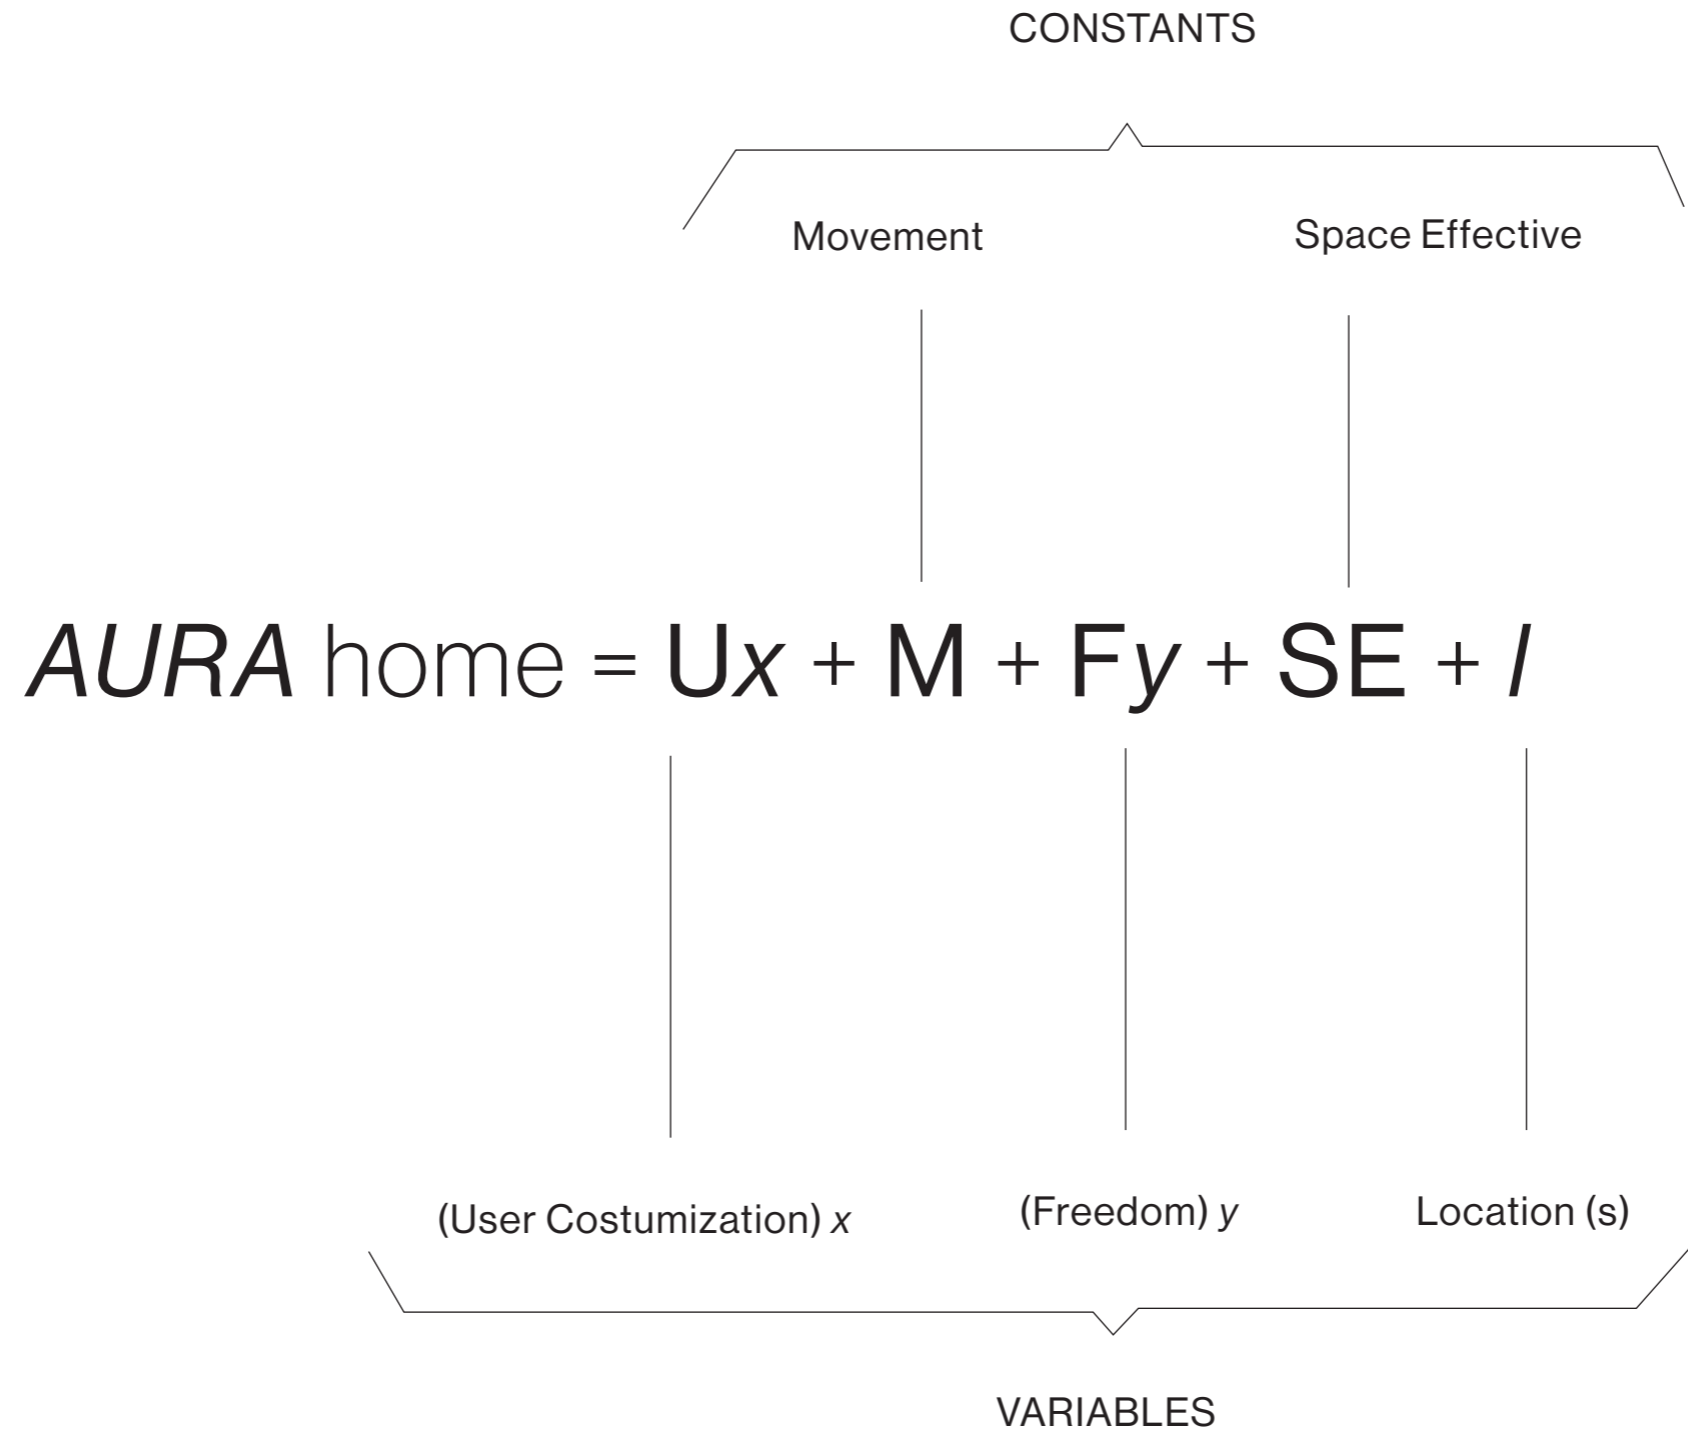 CONSTANTS
Movement
Space Effective
AURA home = Ux + M + Fy + SE + l
(User Costumization) x
(Freedom) y
Location (s)
VARIABLES